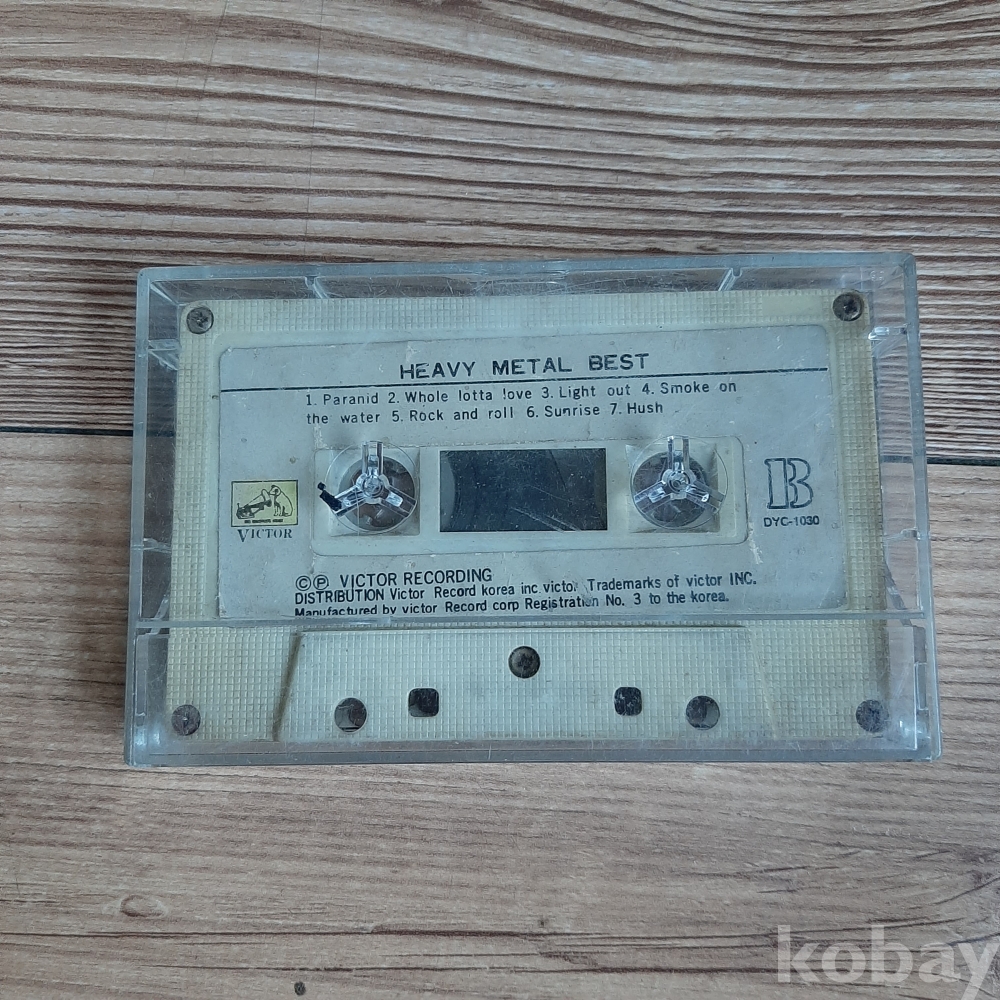 HEAVY METAL BEST
1. Paranid 2. Whole lotta love 3. Light out 4. Smoke on
the water 5. Rock and roll 6. Sunrise 7. Hush
VICTOR
B
DYC-1030
©Ⓟ VICTOR RECORDING
DISTRIBUTION Victor Record korea inc. victor. Trademarks of victor INC.
Manufactured by victor Record corp Registration No. 3 to the korea.
kobay